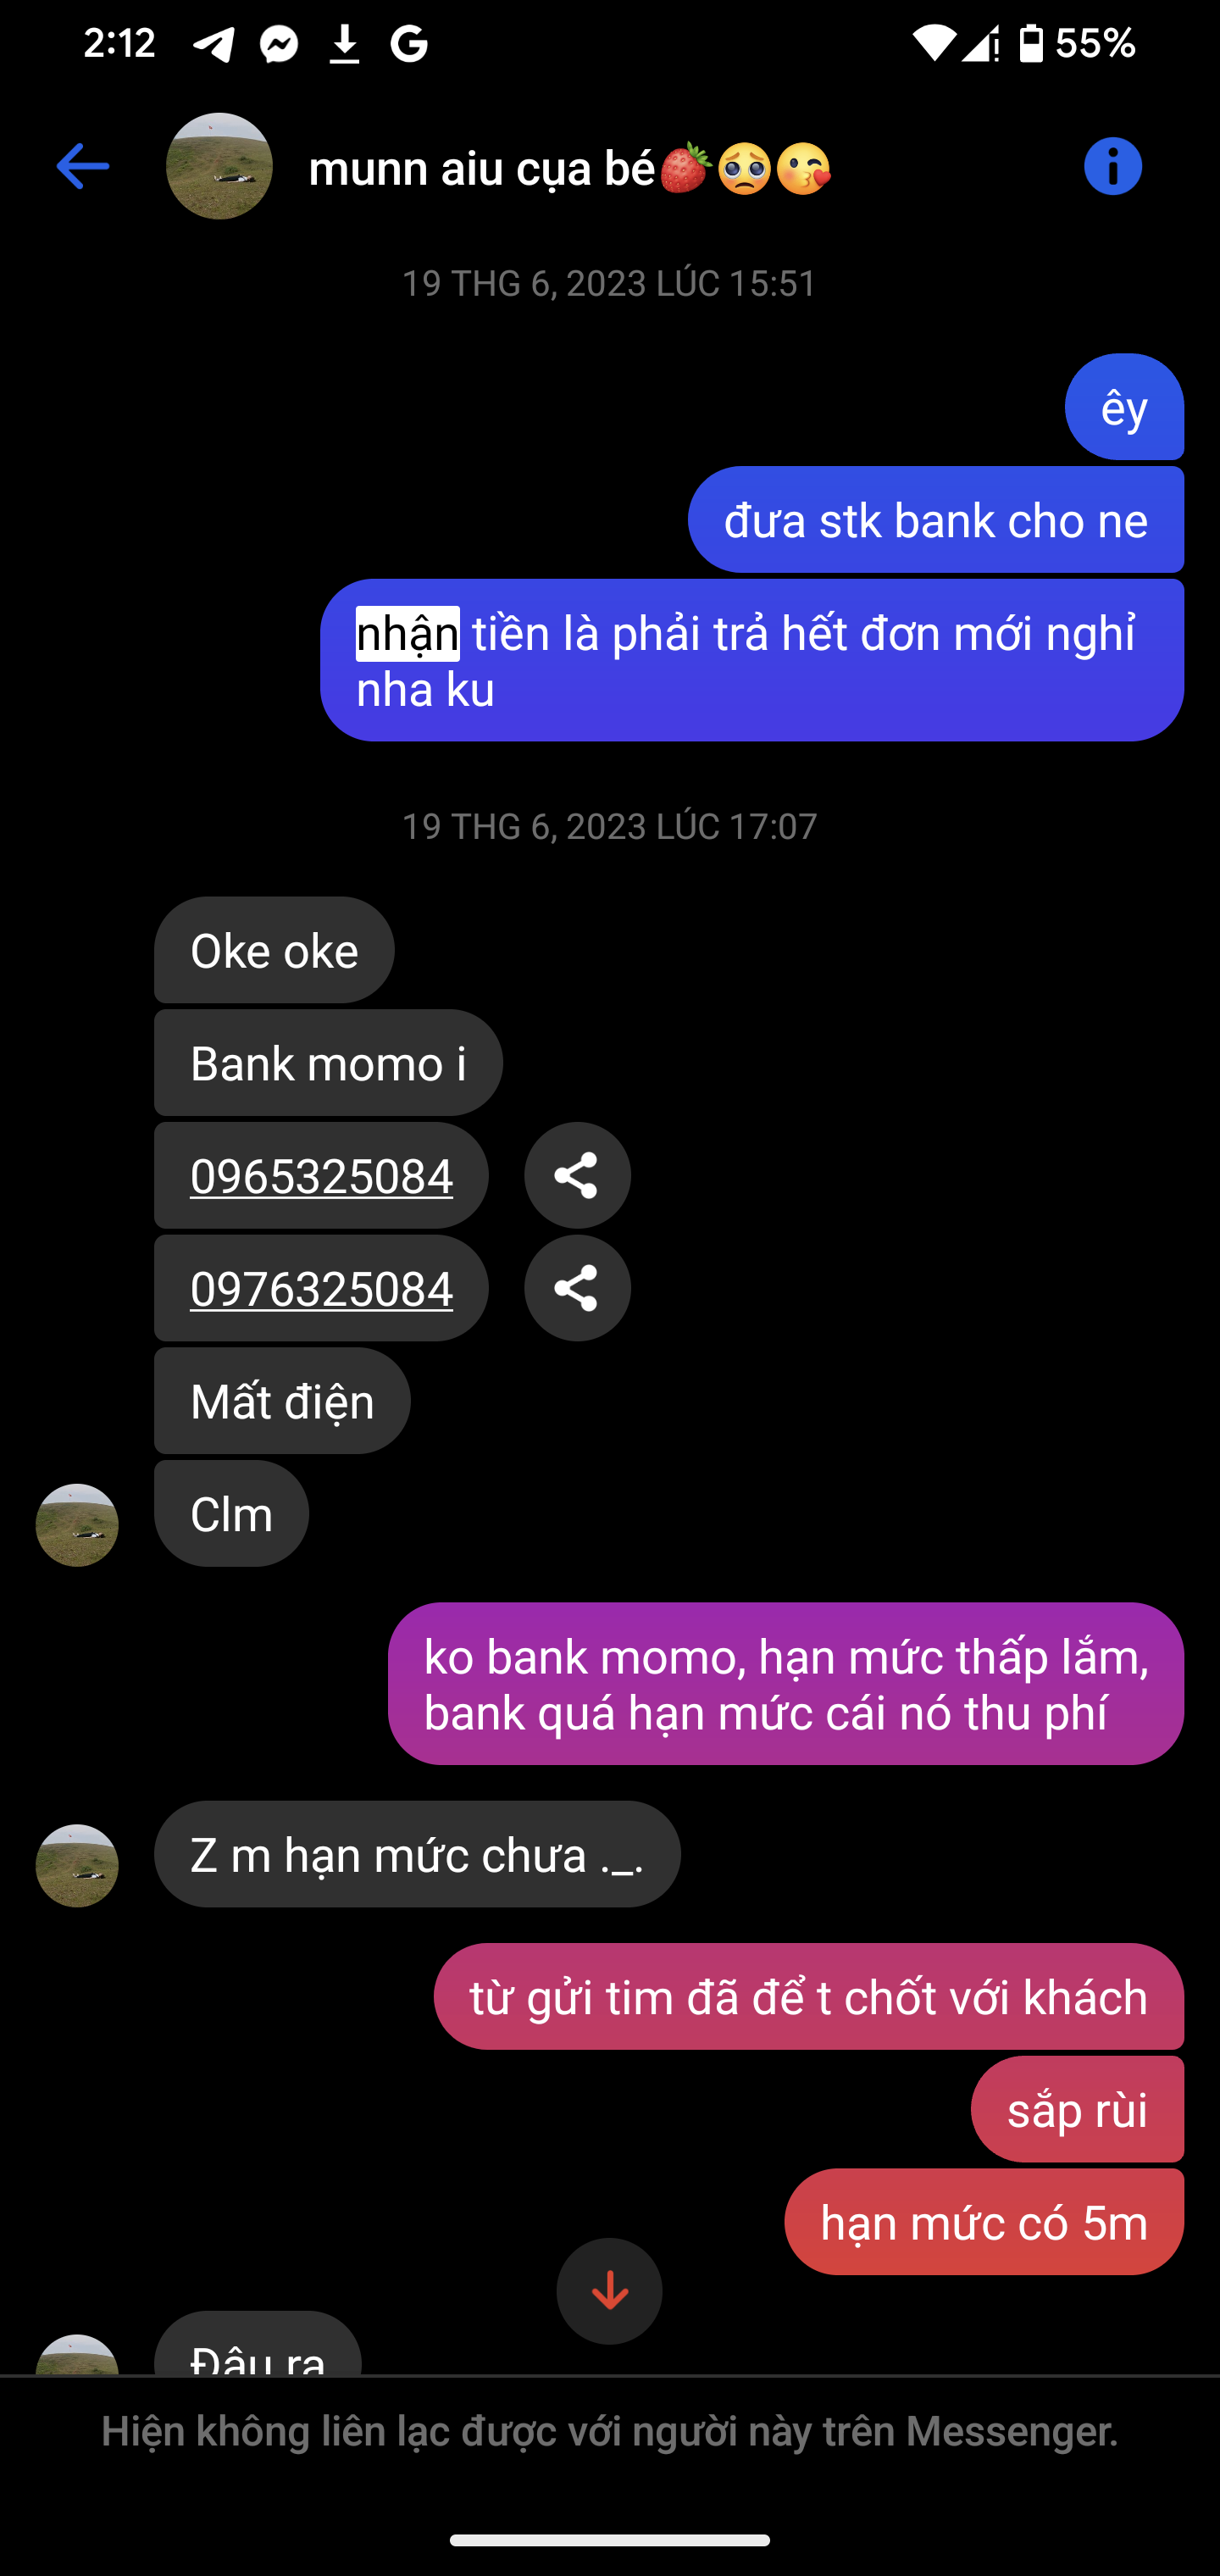 2:12
55%
munn aiu cụa bé🍓🥺😘
19 THG 6, 2023 LÚC 15:51
êy
đưa stk bank cho ne
nhận tiền là phải trả hết đơn mới nghỉ
nha ku
19 THG 6, 2023 LÚC 17:07
Oke oke
Bank momo i
0965325084
0976325084
Mất điện
Clm
ko bank momo, hạn mức thấp lắm,
bank quá hạn mức cái nó thu phí
Z m hạn mức chưa ._.
từ gửi tim đã để t chốt với khách
sắp rùi
hạn mức có 5m
Đâu ra
Hiện không liên lạc được với người này trên Messenger.